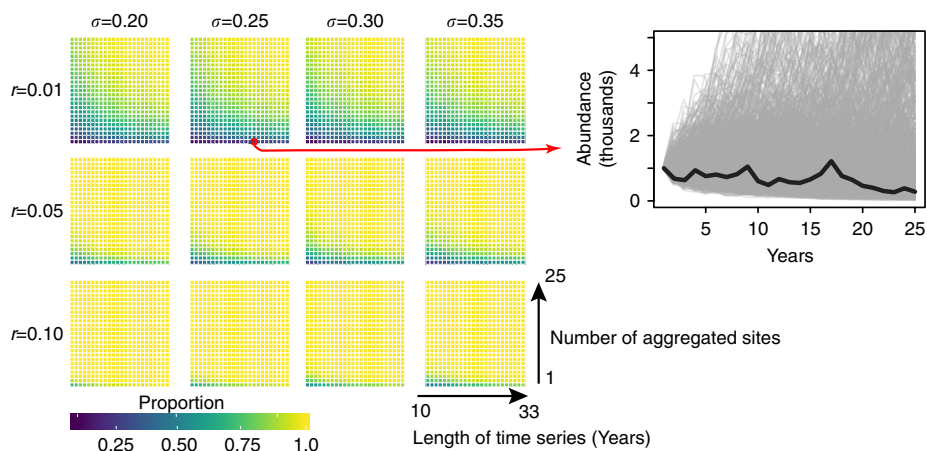 σ=0.20 σ=0.25 σ=0.30 σ=0.35
r=0.01
r=0.05
r=0.10
25
Number of aggregated sites
1
10 33
Length of time series (Years)
Proportion
0.25 0.50 0.75 1.0
Abundance
(thousands)
4
2
0
5 10 15 20 25
Years